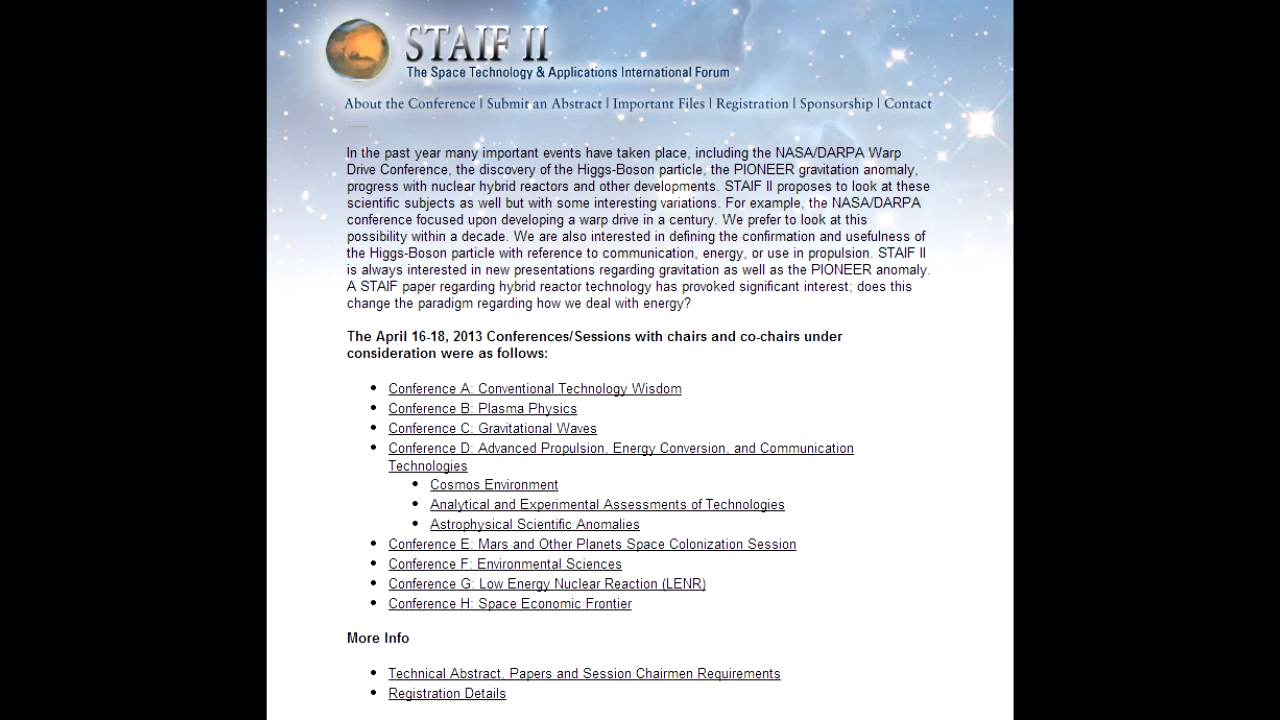 STAIF II
The Space Technology & Applications International Forum
About the Conference | Submit an Abstract | Important Files | Registration | Sponsorship | Contact
In the past year many important events have taken place, including the NASA/DARPA Warp
Drive Conference, the discovery of the Higgs-Boson particle, the PIONEER gravitation anomaly,
progress with nuclear hybrid reactors and other developments. STAIF II proposes to look at these
scientific subjects as well but with some interesting variations. For example, the NASA/DARPA
conference focused upon developing a warp drive in a century. We prefer to look at this
possibility within a decade. We are also interested in defining the confirmation and usefulness of
the Higgs-Boson particle with reference to communication, energy, or use in propulsion. STAIF II
is always interested in new presentations regarding gravitation as well as the PIONEER anomaly.
A STAIF paper regarding hybrid reactor technology has provoked significant interest; does this
change the paradigm regarding how we deal with energy?
The April 16-18, 2013 Conferences/Sessions with chairs and co-chairs under
consideration were as follows:
• Conference A: Conventional Technology Wisdom
• Conference B: Plasma Physics
• Conference C: Gravitational Waves
• Conference D: Advanced Propulsion, Energy Conversion, and Communication
Technologies
• Cosmos Environment
• Analytical and Experimental Assessments of Technologies
• Astrophysical Scientific Anomalies
• Conference E: Mars and Other Planets Space Colonization Session
• Conference F: Environmental Sciences
• Conference G: Low Energy Nuclear Reaction (LENR)
• Conference H: Space Economic Frontier
More Info
• Technical Abstract, Papers and Session Chairmen Requirements
• Registration Details